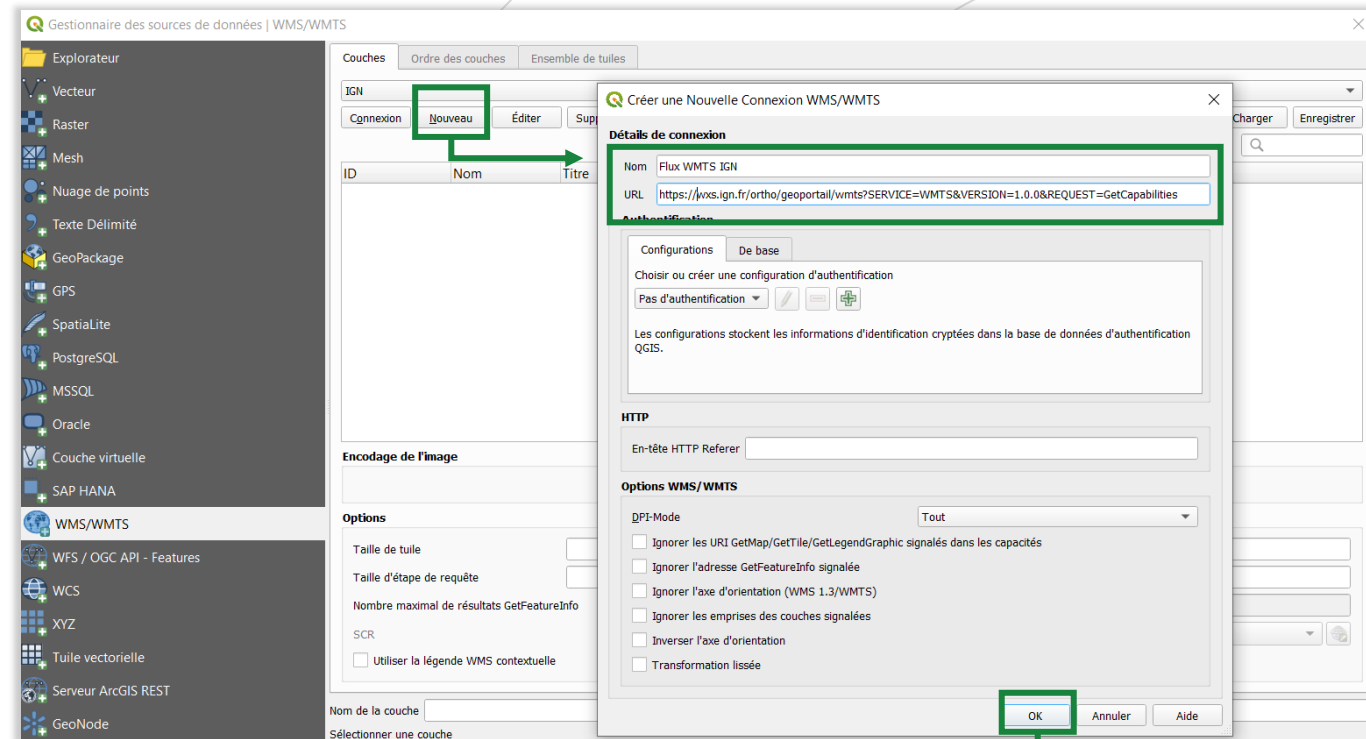 Gestionnaire des sources de données | WMS/WMTS
Explorateur
Vecteur
Raster
Mesh
Nuage de points
Texte Délimité
GeoPackage
GPS
SpatiaLite
PostgreSQL
MSSQL
Oracle
Couche virtuelle
SAP HANA
WMS/WMTS
WFS / OGC API - Features
WCS
XYZ
Tuile vectorielle
Serveur ArcGIS REST
GeoNode
Couches Ordre des couches Ensemble de tuiles
IGN
Connexion Nouveau Éditer Charger Enregistrer
ID Nom Titre
Encodage de l'image
Options
Taille de tuile
Taille d'étape de requête
Nombre maximal de résultats GetFeatureInfo
SCR
Utiliser la légende WMS contextuelle
Nom de la couche
Sélectionner une couche
Créer une Nouvelle Connexion WMS/WMTS
Détails de connexion
Nom Flux WMTS IGN
URL https://wxs.ign.fr/ortho/geoportail/wmts?SERVICE=WMTS&VERSION=1.0.0&REQUEST=GetCapabilities
Authentification
Configurations De base
Choisir ou créer une configuration d'authentification
Pas d'authentification
Les configurations stockent les informations d'identification cryptées dans la base de données d'authentification
QGIS.
HTTP
En-tête HTTP Referer
Options WMS/WMTS
DPI-Mode Tout
Ignorer les URI GetMap/GetTile/GetLegendGraphic signalés dans les capacités
Ignorer l'adresse GetFeatureInfo signalée
Ignorer l'axe d'orientation (WMS 1.3/WMTS)
Ignorer les emprises des couches signalées
Inverser l'axe d'orientation
Transformation lissée
OK Annuler Aide